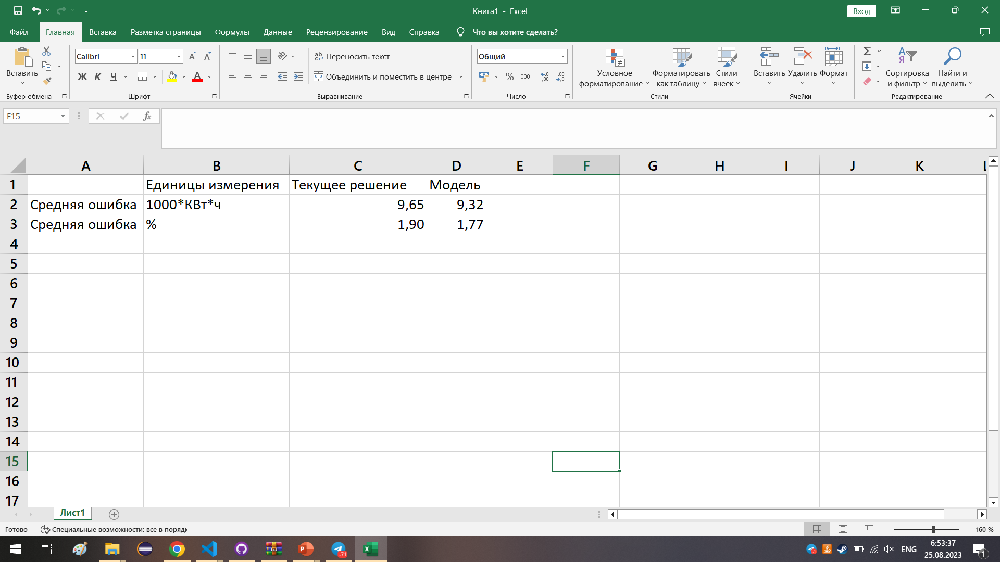 Книга1 - Excel
Вход
Файл Главная Вставка Разметка страницы Формулы Данные Рецензирование Вид Справка Что вы хотите сделать?
Вставить
Буфер обмена
Calibri 11
Ж К Ч
Шрифт
Переносить текст
Объединить и поместить в центре
Выравнивание
Общий
% 000
Число
Условное форматирование
Форматировать как таблицу
Стили ячеек
Стили
Вставить Удалить Формат
Ячейки
Сортировка и фильтр
Найти и выделить
Редактирование
F15
fx
A B C D E F G H I J K L
1 Единицы измерения Текущее решение Модель
2 Средняя ошибка 1000*КВт*ч 9,65 9,32
3 Средняя ошибка % 1,90 1,77
4
5
6
7
8
9
10
11
12
13
14
15
16
17
Лист1
Готово Специальные возможности: все в порядк
160 %
ENG
6:53:37
25.08.2023